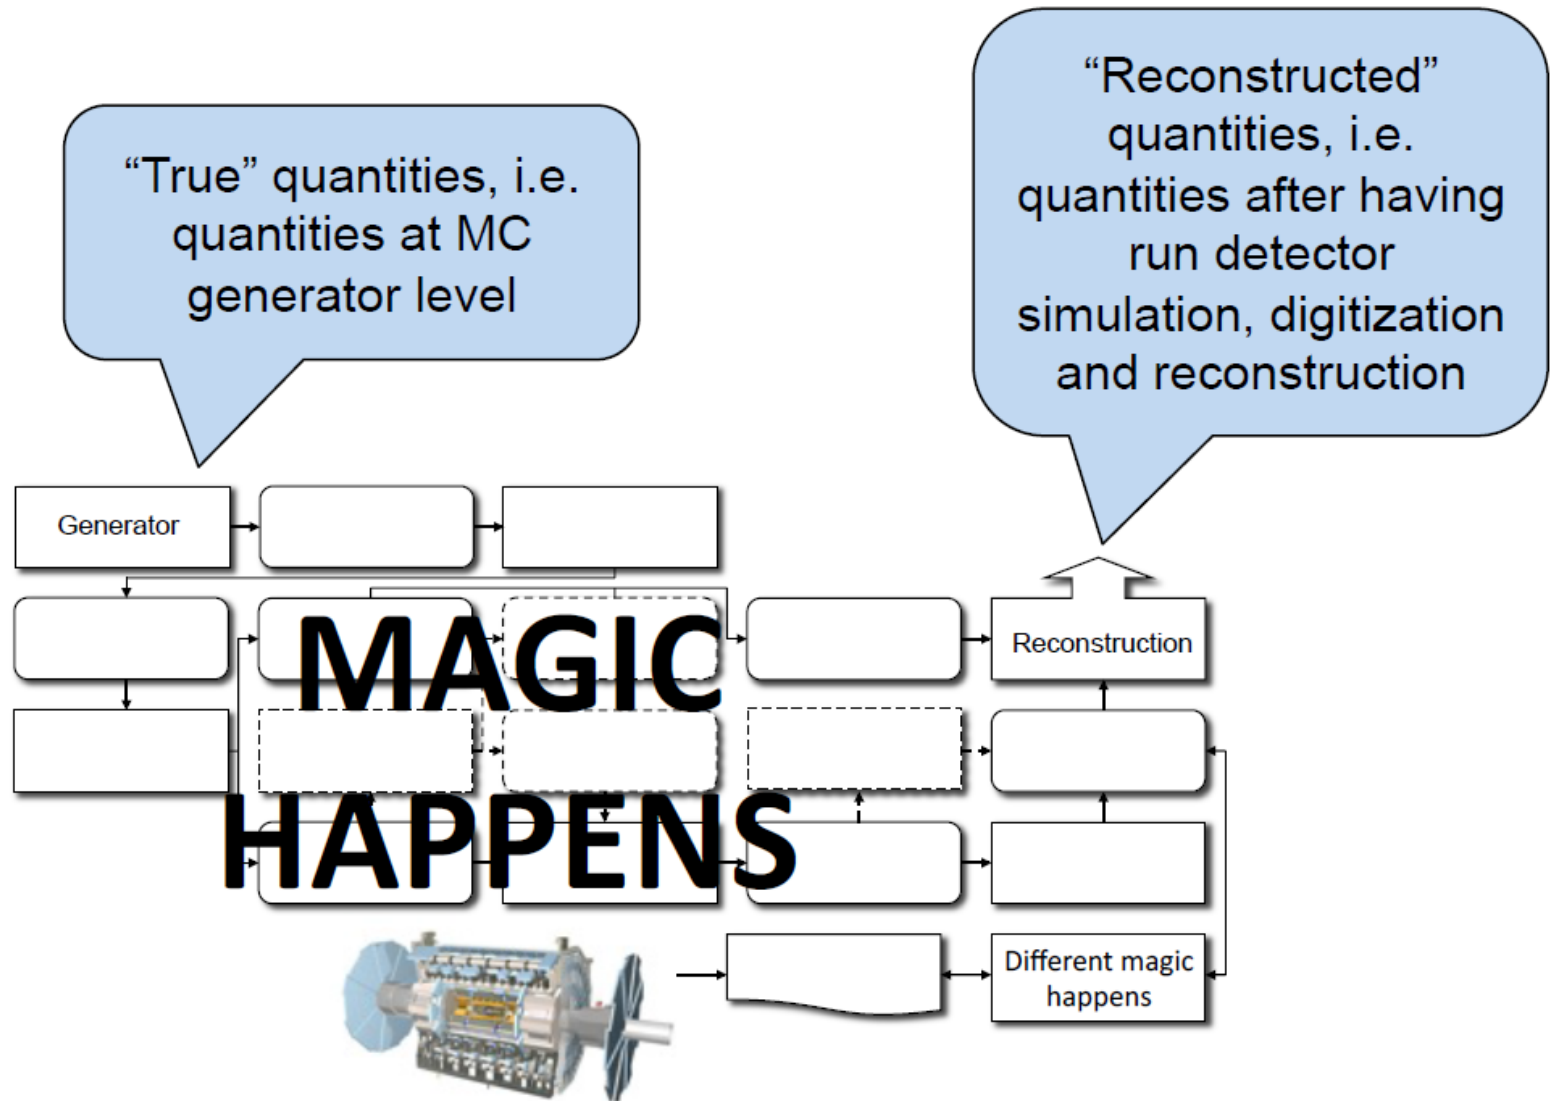 “True” quantities, i.e.
quantities at MC
generator level
“Reconstructed”
quantities, i.e.
quantities after having
run detector
simulation, digitization
and reconstruction
Generator
MAGIC
Reconstruction
HAPPENS
Different magic
happens